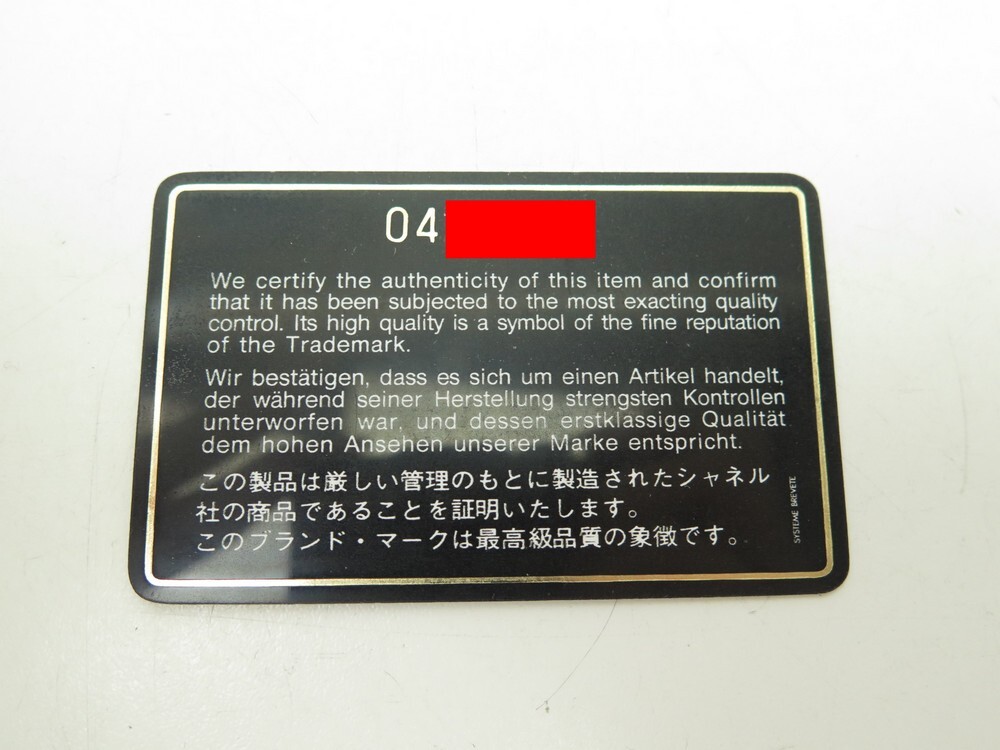 04
We certify the authenticity of this item and confirm
that it has been subjected to the most exacting quality
control. Its high quality is a symbol of the fine reputation
of the Trademark.
Wir bestätigen, dass es sich um einen Artikel handelt,
der während seiner Herstellung strengsten Kontrollen
unterworfen war, und dessen erstklassige Qualität
dem hohen Ansehen unserer Marke entspricht.
この製品は厳しい管理のもとに製造されたシャネル
社の商品であることを証明いたします。
このブランド・マークは最高級品質の象徴です。
SYSTEME BREVETE